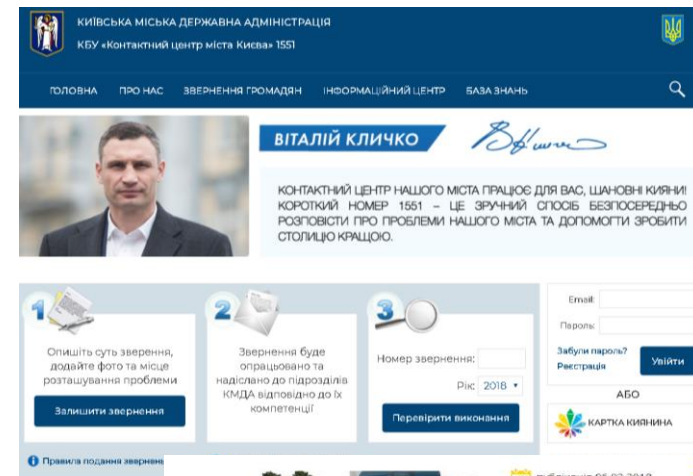 КИЇВСЬКА МІСЬКА ДЕРЖАВНА АДМІНІСТРАЦІЯ
КБУ «Контактний центр міста Києва» 1551
ГОЛОВНА ПРО НАС ЗВЕРНЕННЯ ГРОМАДЯН ІНФОРМАЦІЙНИЙ ЦЕНТР БАЗА ЗНАНЬ
ВІТАЛІЙ КЛИЧКО
КОНТАКТНИЙ ЦЕНТР НАШОГО МІСТА ПРАЦЮЄ ДЛЯ ВАС, ШАНОВНІ КИЯНИ!
КОРОТКИЙ НОМЕР 1551 – ЦЕ ЗРУЧНИЙ СПОСІБ БЕЗПОСЕРЕДНЬО
РОЗПОВІСТИ ПРО ПРОБЛЕМИ НАШОГО МІСТА ТА ДОПОМОГТИ ЗРОБИТИ
СТОЛИЦЮ КРАЩОЮ.
1
Опишіть суть зверення,
додайте фото та місце
розташування проблеми
Залишити звернення
2
Звернення буде
опрацьовано та
надіслано до підрозділів
КМДА відповідно до їх
компетенції
3
Номер звернення:
Рік: 2018
Перевірити виконання
Email:
Пароль:
Забули пароль?
Реєстрація
Увійти
АБО
КАРТКА КИЯНИНА
Правила подання